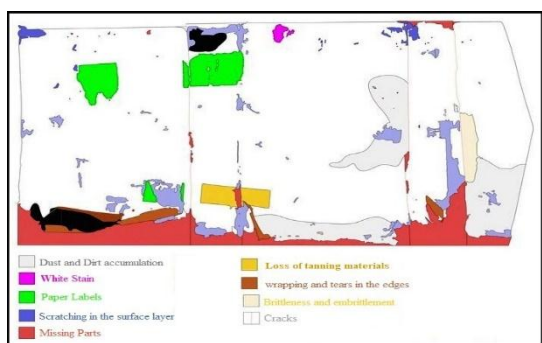 Dust and Dirt accumulation
White Stain
Paper Labels
Scratching in the surface layer
Missing Parts
Loss of tanning materials
wrapping and tears in the edges
Brittleness and embrittlement
Cracks